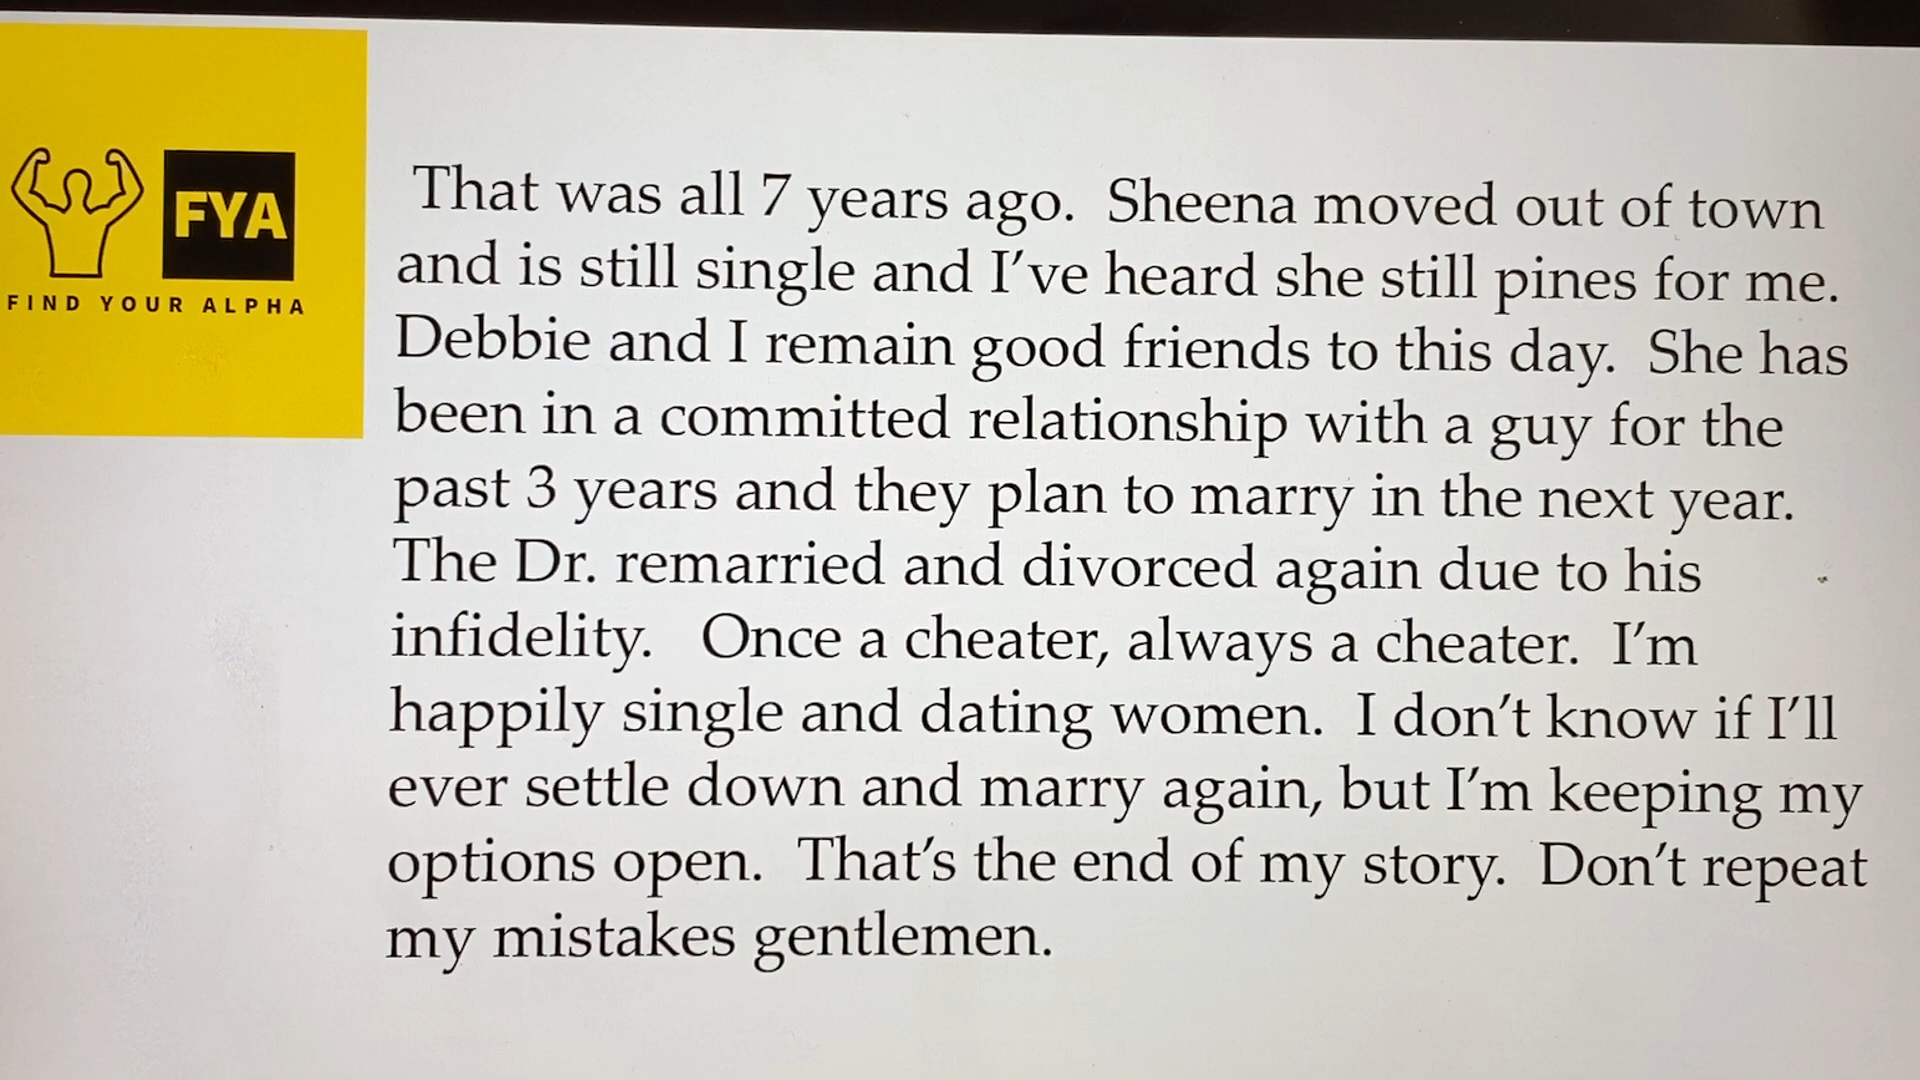 FYA
FIND YOUR ALPHA
That was all 7 years ago.  Sheena moved out of town
and is still single and I've heard she still pines for me.
Debbie and I remain good friends to this day.  She has
been in a committed relationship with a guy for the
past 3 years and they plan to marry in the next year.
The Dr. remarried and divorced again due to his
infidelity.   Once a cheater, always a cheater.  I'm
happily single and dating women.  I don't know if I'll
ever settle down and marry again, but I'm keeping my
options open.  That's the end of my story.  Don't repeat
my mistakes gentlemen.